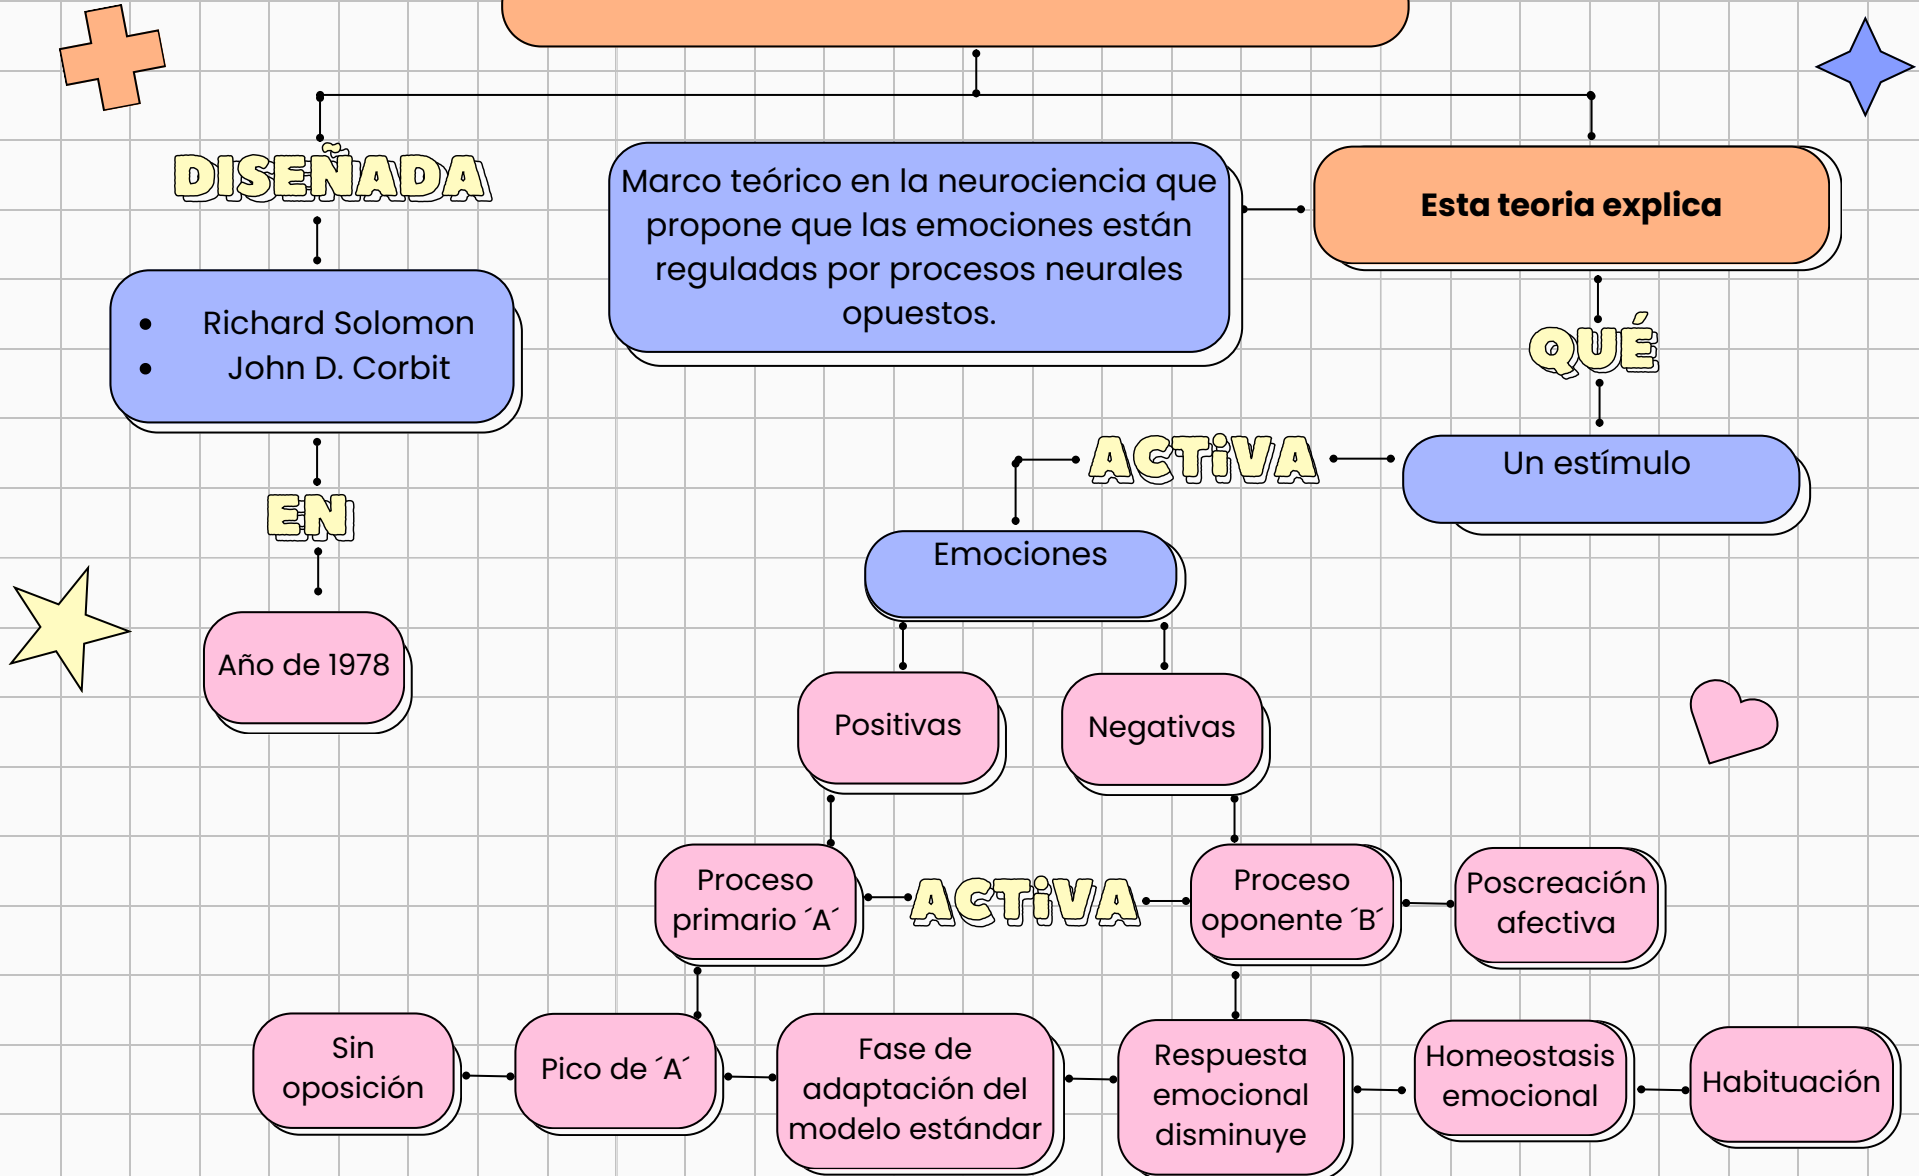 DISEÑADA
Richard Solomon
John D. Corbit
EN
Año de 1978
Marco teórico en la neurociencia que
propone que las emociones están
reguladas por procesos neurales
opuestos.
Esta teoria explica
QUÉ
Un estímulo
ACTiVA
Emociones
Positivas
Negativas
Proceso
primario ´A´
ACTiVA
Proceso
oponente ´B´
Poscreación
afectiva
Sin
oposición
Pico de ´A´
Fase de
adaptación del
modelo estándar
Respuesta
emocional
disminuye
Homeostasis
emocional
Habituación